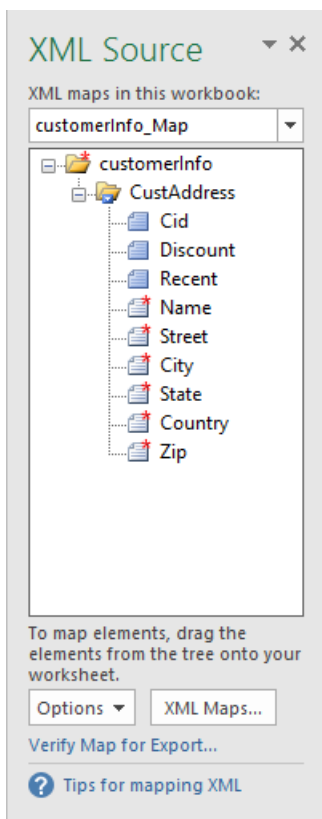 XML Source
XML maps in this workbook:
customerInfo_Map
customerInfo
CustAddress
Cid
Discount
Recent
Name
Street
City
State
Country
Zip
To map elements, drag the
elements from the tree onto your
worksheet.
Options XML Maps...
Verify Map for Export...
? Tips for mapping XML